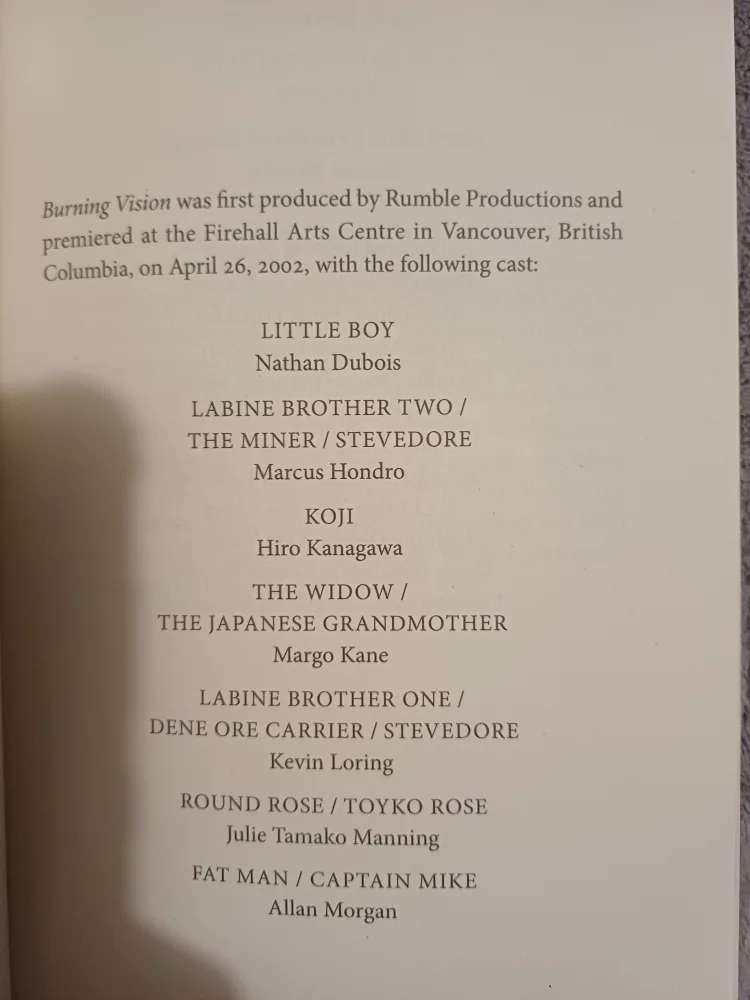 Burning Vision was first produced by Rumble Productions and
premiered at the Firehall Arts Centre in Vancouver, British
Columbia, on April 26, 2002, with the following cast:
LITTLE BOY
Nathan Dubois
LABINE BROTHER TWO /
THE MINER / STEVEDORE
Marcus Hondro
KOJI
Hiro Kanagawa
THE WIDOW /
THE JAPANESE GRANDMOTHER
Margo Kane
LABINE BROTHER ONE /
DENE ORE CARRIER / STEVEDORE
Kevin Loring
ROUND ROSE / TOYKO ROSE
Julie Tamako Manning
FAT MAN / CAPTAIN MIKE
Allan Morgan